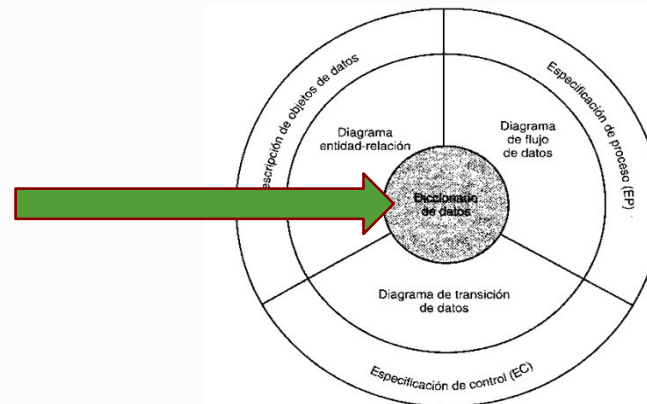 escripción de objetos de datos
Especificación de proceso (EP)
Diagrama
entidad-relación
Diagrama
de flujo
de datos
Diccionario
de datos
Diagrama de transición
de datos
Especificación de control (EC)